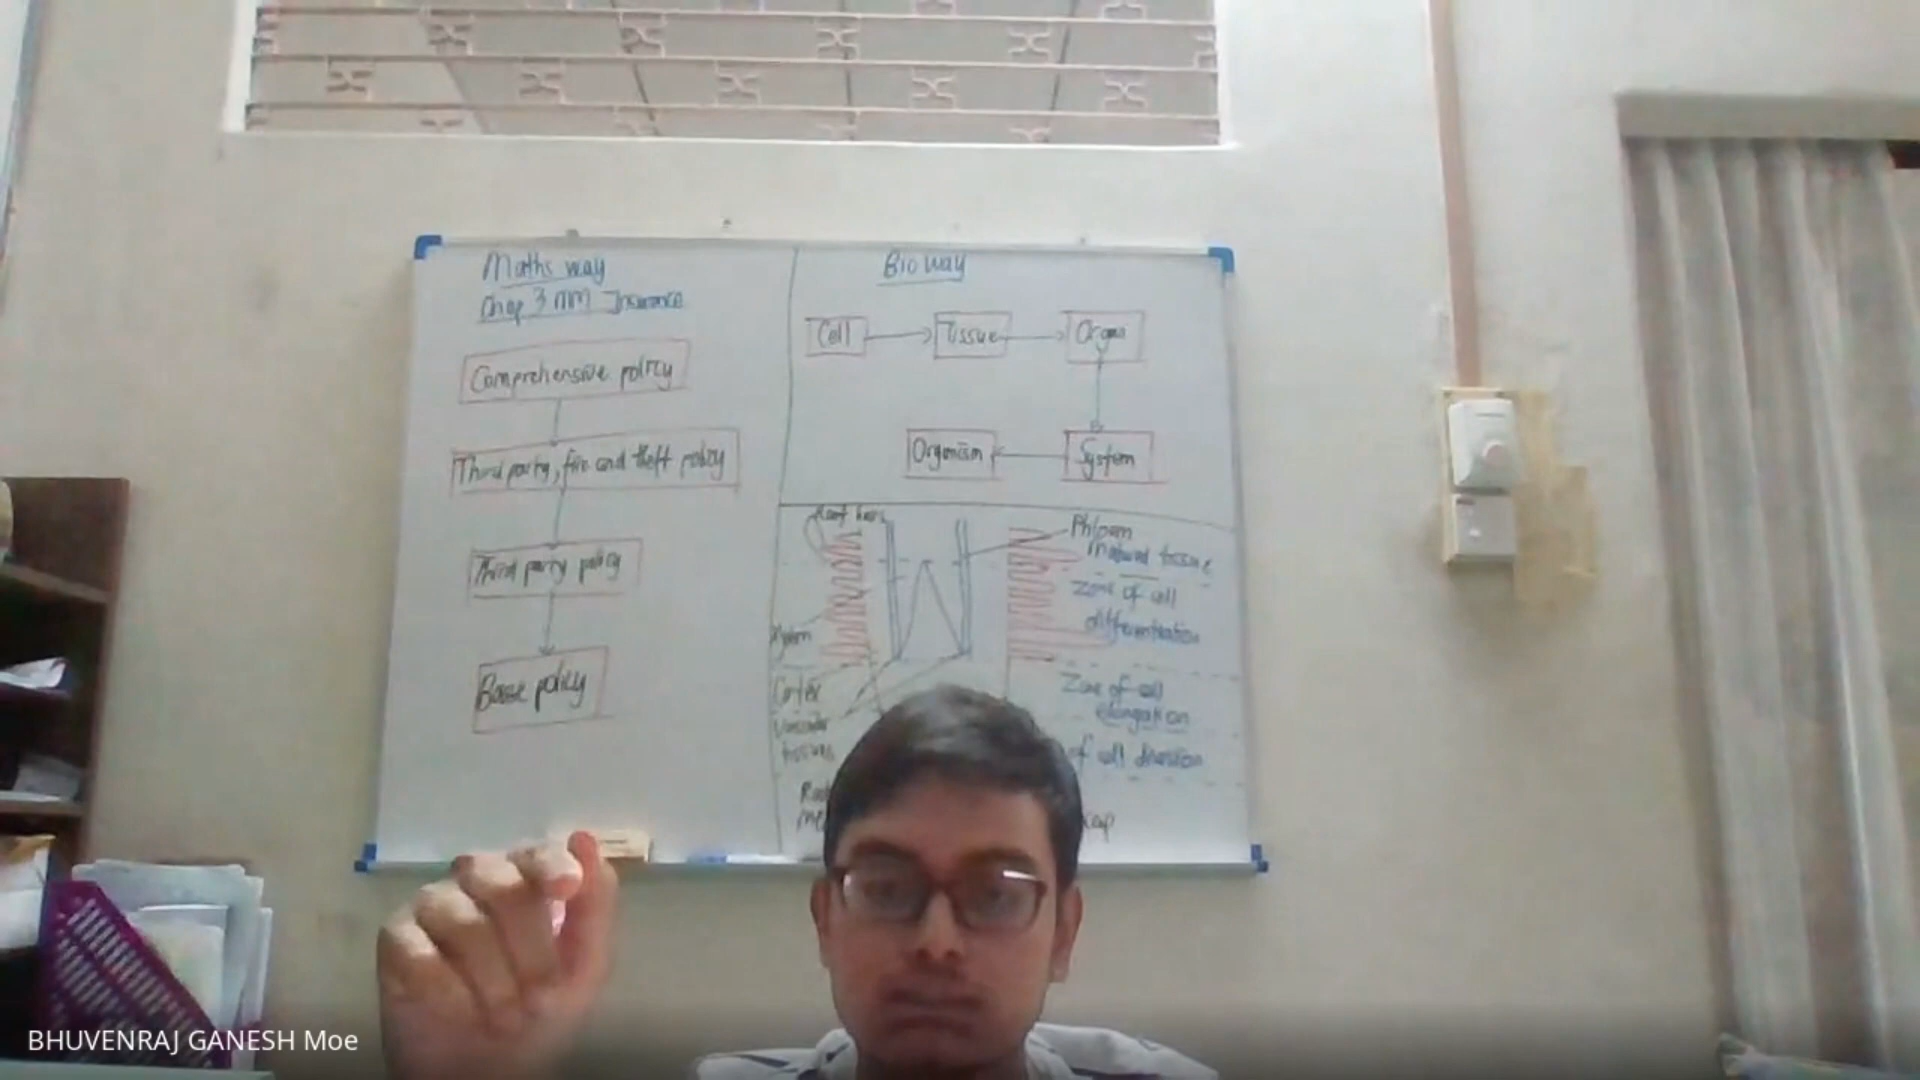 Maths way
Chap 3 MM Insurance
Comprehensive policy
Third party, fire and theft policy
Third party policy
Basic policy
Bio way
Cell
Tissue
Organ
System
Organism
Root hairs
Phloem
Matured tissue
Zone of cell
differentiation
Xylem
Cortex
Vascular
tissues
Zone of cell
elongation
of cell division
cap
BHUVENRAJ GANESH Moe